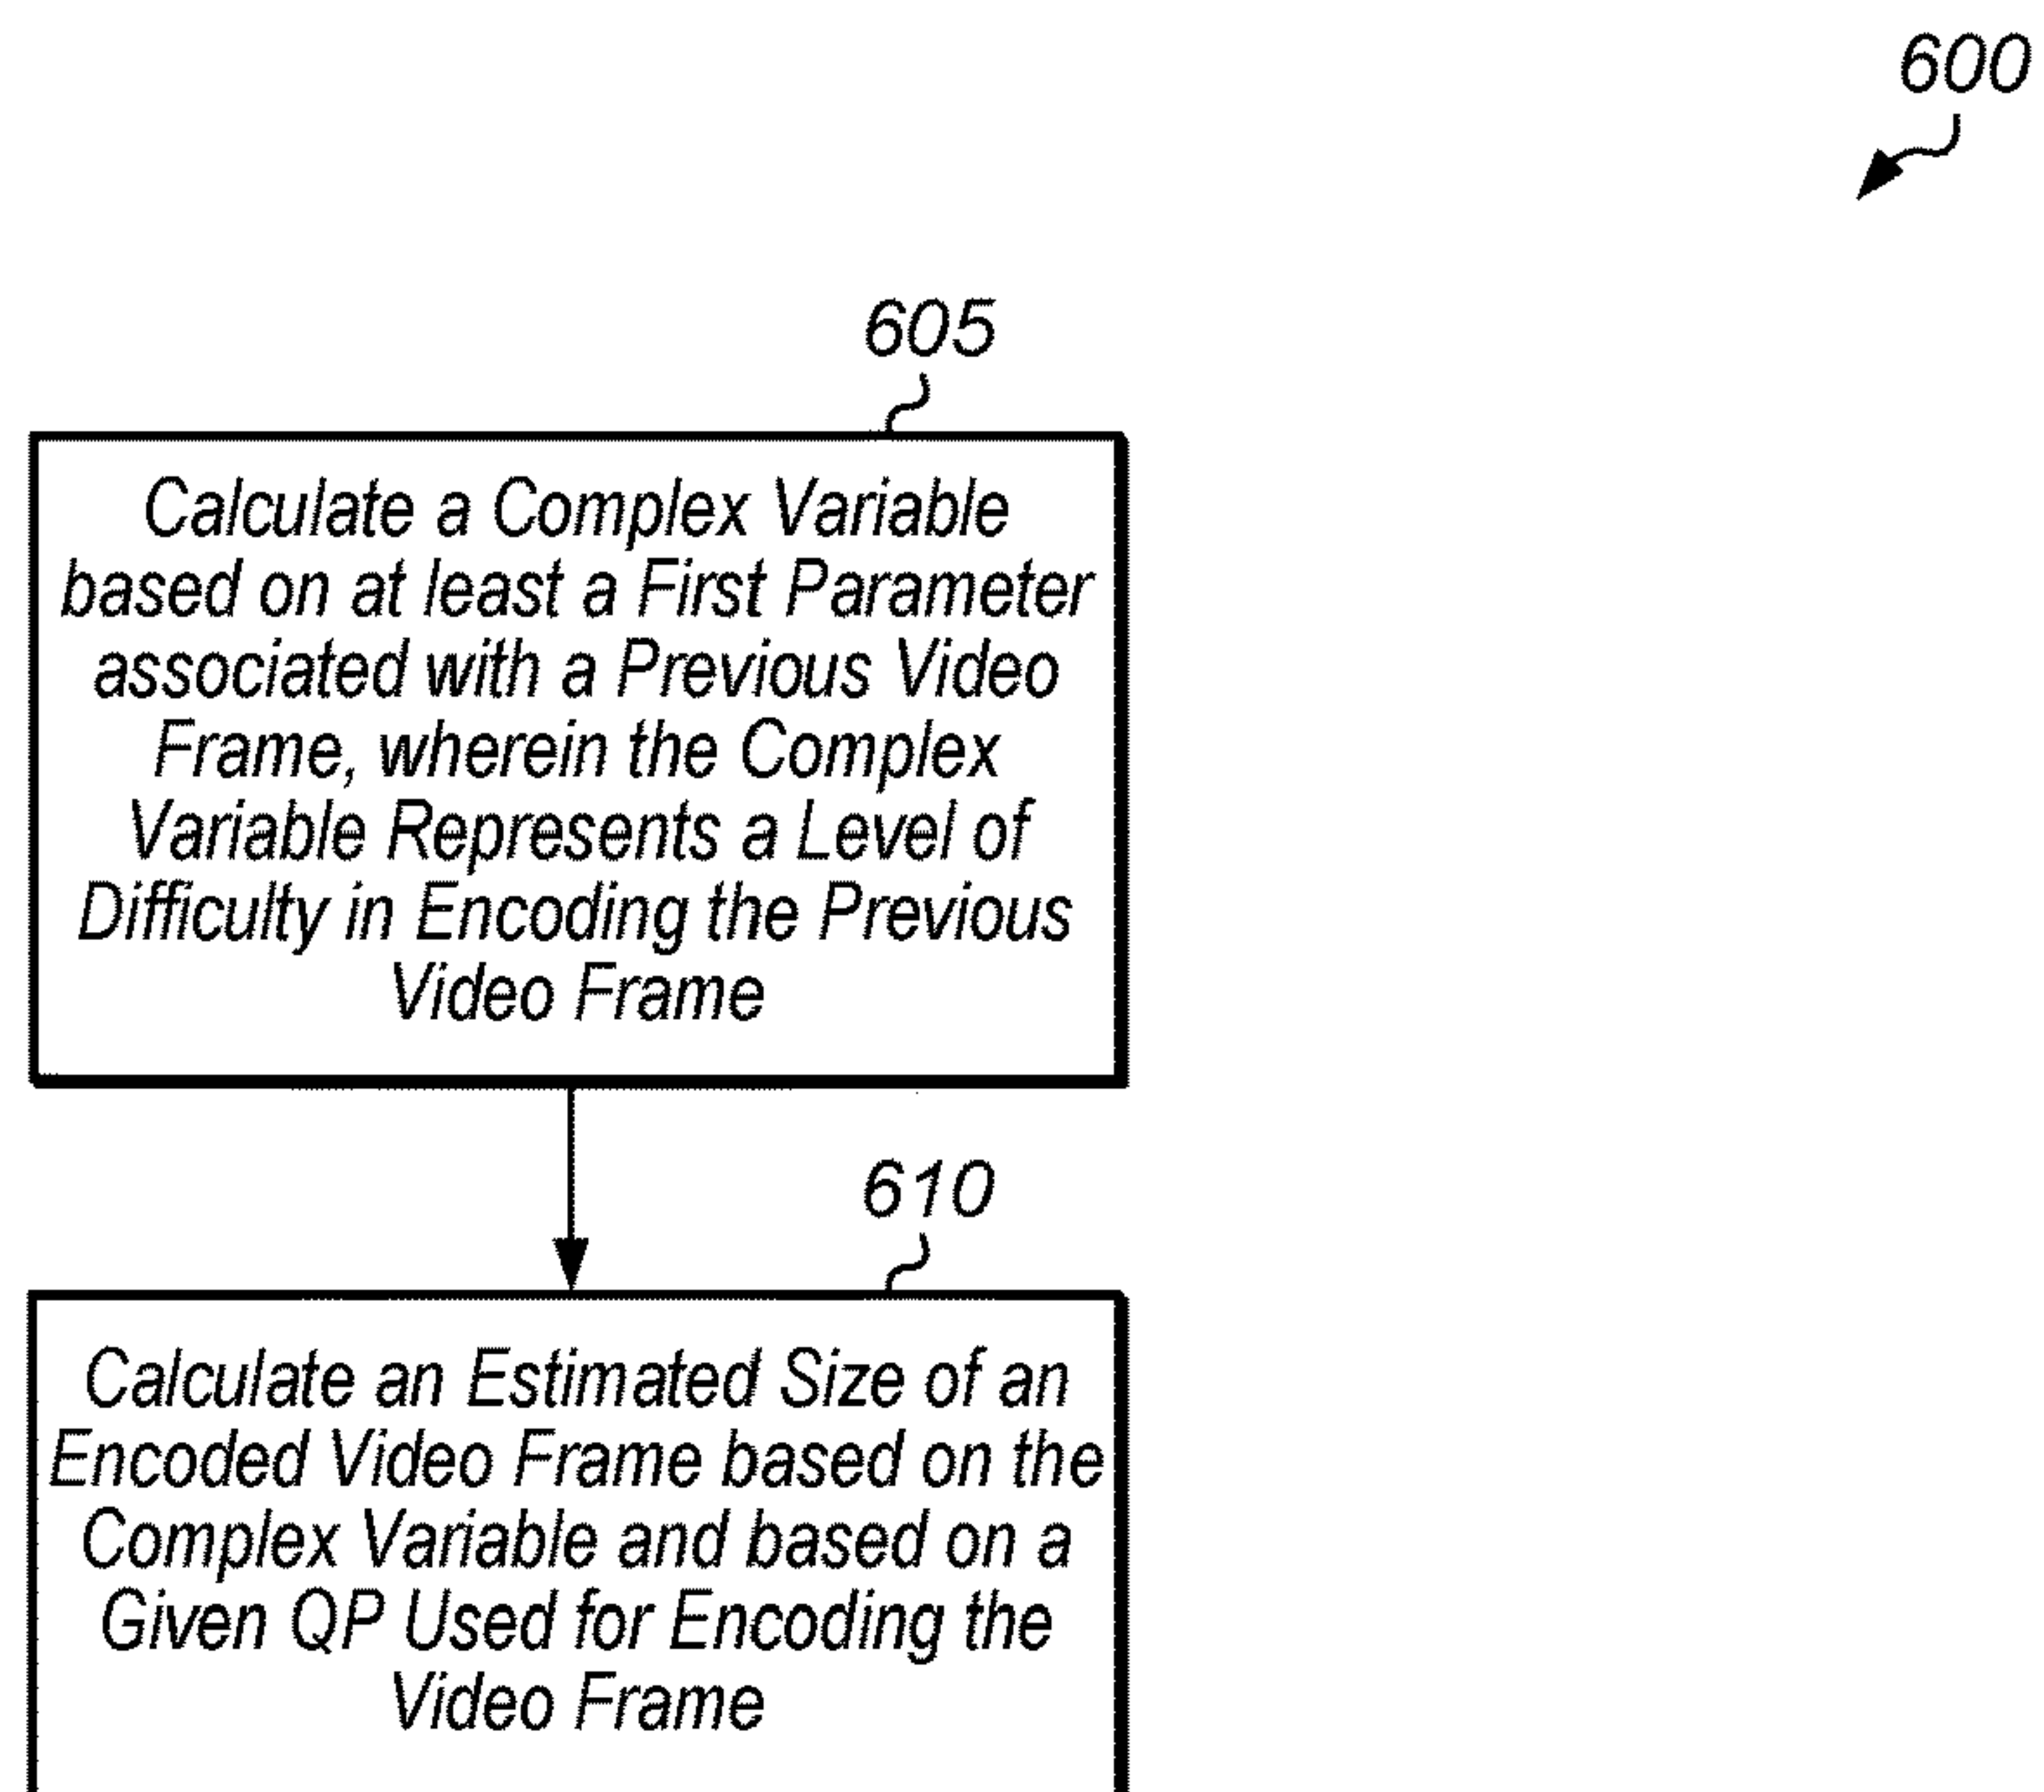 600
605
Calculate a Complex Variable
based on at least a First Parameter
associated with a Previous Video
Frame, wherein the Complex
Variable Represents a Level of
Difficulty in Encoding the Previous
Video Frame
610
Calculate an Estimated Size of an
Encoded Video Frame based on the
Complex Variable and based on a
Given QP Used for Encoding the
Video Frame